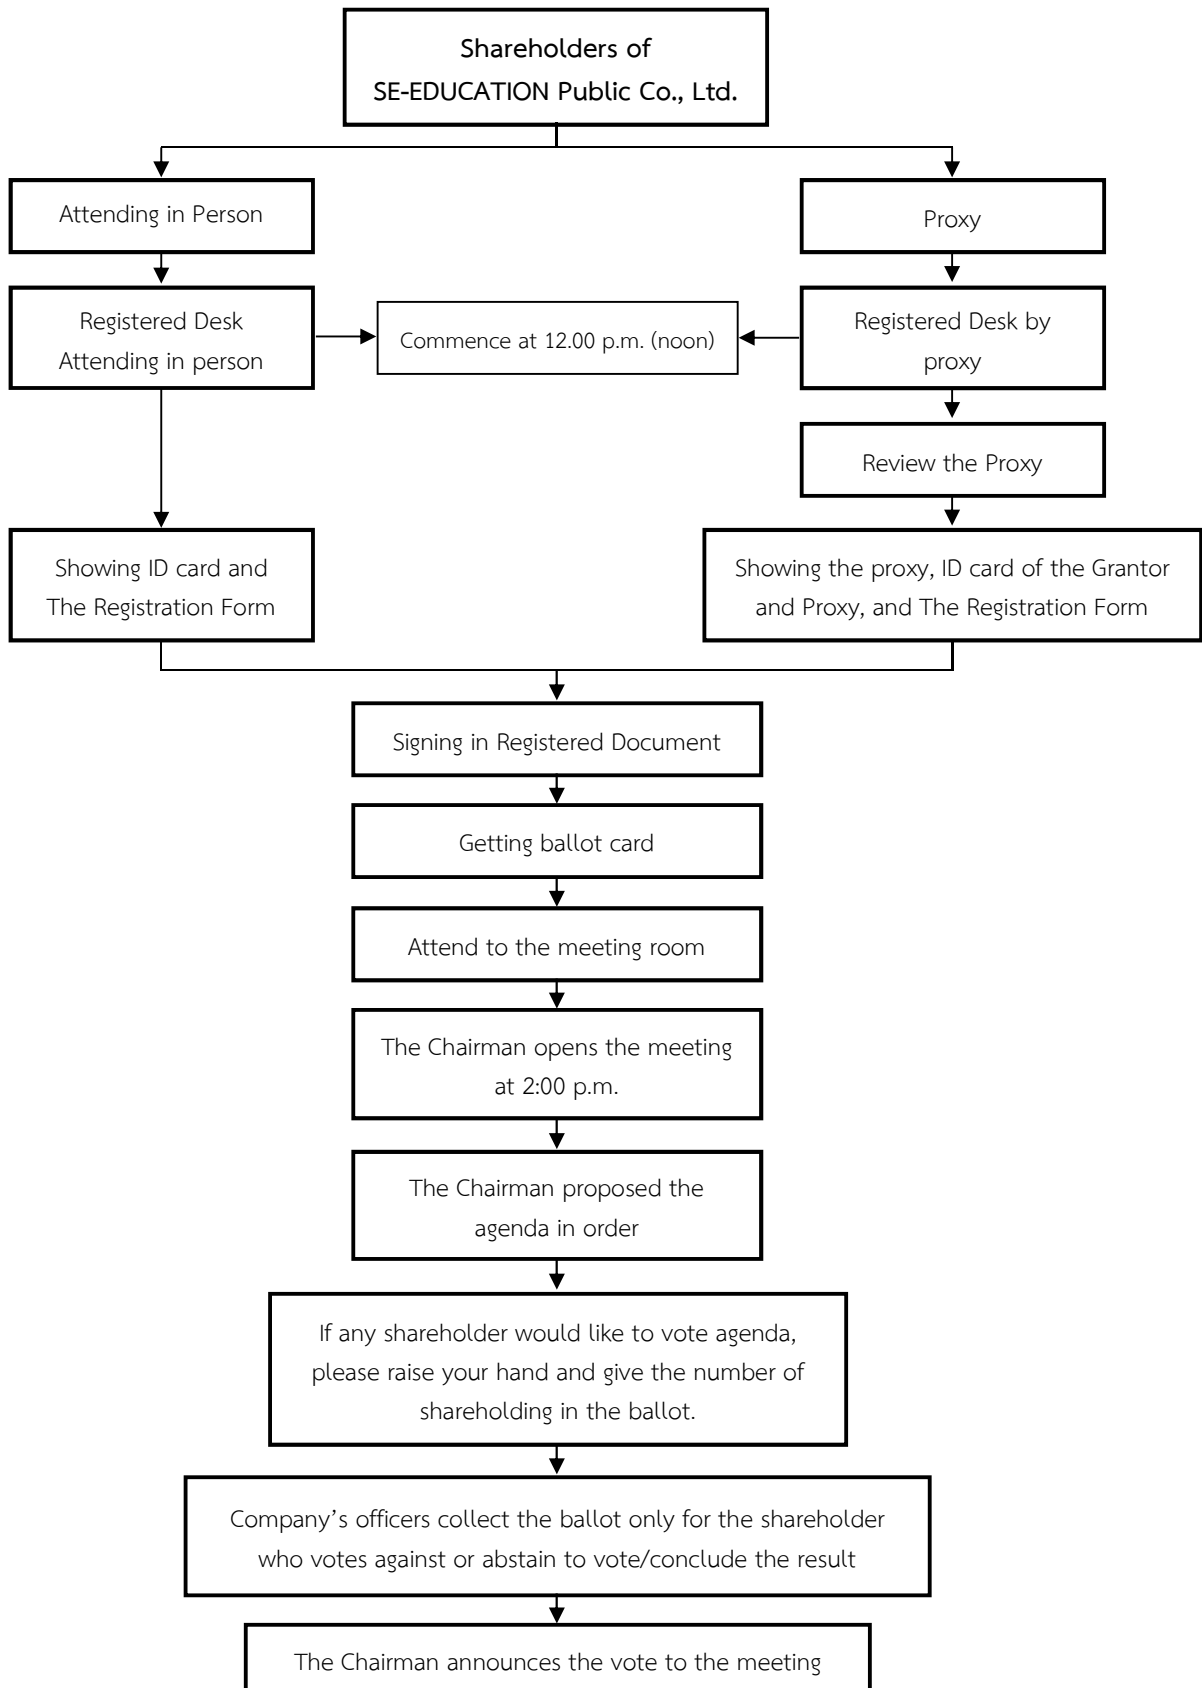 Shareholders of
SE-EDUCATION Public Co., Ltd.
Attending in Person
Proxy
Registered Desk
Attending in person
Commence at 12.00 p.m. (noon)
Registered Desk by
proxy
Review the Proxy
Showing ID card and
The Registration Form
Showing the proxy, ID card of the Grantor
and Proxy, and The Registration Form
Signing in Registered Document
Getting ballot card
Attend to the meeting room
The Chairman opens the meeting
at 2:00 p.m.
The Chairman proposed the
agenda in order
If any shareholder would like to vote agenda,
please raise your hand and give the number of
shareholding in the ballot.
Company’s officers collect the ballot only for the shareholder
who votes against or abstain to vote/conclude the result
The Chairman announces the vote to the meeting